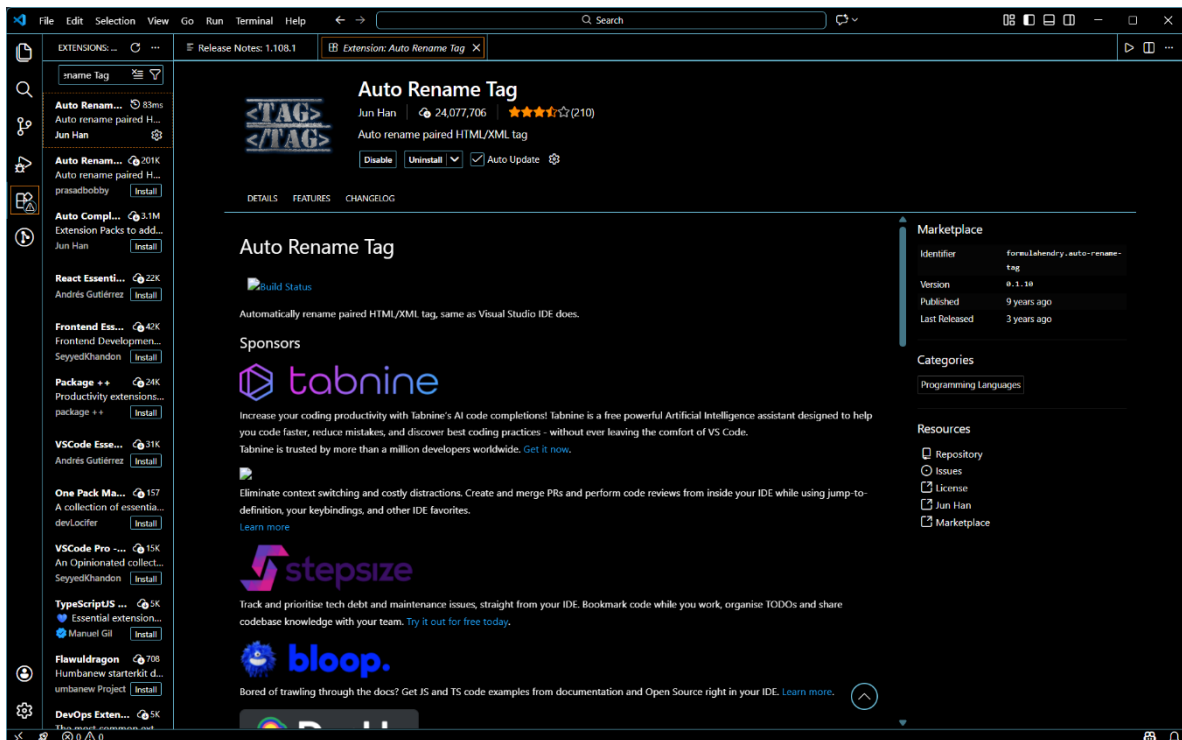 File Edit Selection View Go Run Terminal Help
Search
EXTENSIONS: ...
Release Notes: 1.108.1
Extension: Auto Rename Tag
ename Tag
Auto Renam... 83ms
Auto rename paired H...
Jun Han
Auto Renam... 201K
Auto rename paired H...
prasadbobby Install
Auto Compl... 3.1M
Extension Packs to add...
Jun Han Install
React Essenti... 22K
Andrés Gutiérrez Install
Frontend Ess... 42K
Frontend Developmen...
SeyyedKhandon Install
Package ++ 24K
Productivity extensions...
package ++ Install
VSCode Esse... 31K
Andrés Gutiérrez Install
One Pack Ma... 157
A collection of essentia...
devLocifer Install
VSCode Pro -... 15K
An Opinionated collect...
SeyyedKhandon Install
TypeScriptJS ... 5K
💙 Essential extension...
Manuel Gil Install
Flawuldragon 708
Humbanew starterkit d...
umbanew Project Install
DevOps Exten... 5K
The most common ext...
<TAG>
</TAG>
Auto Rename Tag
Jun Han 24,077,706 (210)
Auto rename paired HTML/XML tag
Disable Uninstall Auto Update
DETAILS FEATURES CHANGELOG
Auto Rename Tag
Build Status
Automatically rename paired HTML/XML tag, same as Visual Studio IDE does.
Sponsors
tabnine
Increase your coding productivity with Tabnine's AI code completions! Tabnine is a free powerful Artificial Intelligence assistant designed to help
you code faster, reduce mistakes, and discover best coding practices - without ever leaving the comfort of VS Code.
Tabnine is trusted by more than a million developers worldwide. Get it now.
Eliminate context switching and costly distractions. Create and merge PRs and perform code reviews from inside your IDE while using jump-to-
definition, your keybindings, and other IDE favorites.
Learn more
stepsize
Track and prioritise tech debt and maintenance issues, straight from your IDE. Bookmark code while you work, organise TODOs and share
codebase knowledge with your team. Try it out for free today.
bloop.
Bored of trawling through the docs? Get JS and TS code examples from documentation and Open Source right in your IDE. Learn more.
Marketplace
Identifier formulahendry.auto-rename-
tag
Version 0.1.10
Published 9 years ago
Last Released 3 years ago
Categories
Programming Languages
Resources
Repository
Issues
License
Jun Han
Marketplace
0 0